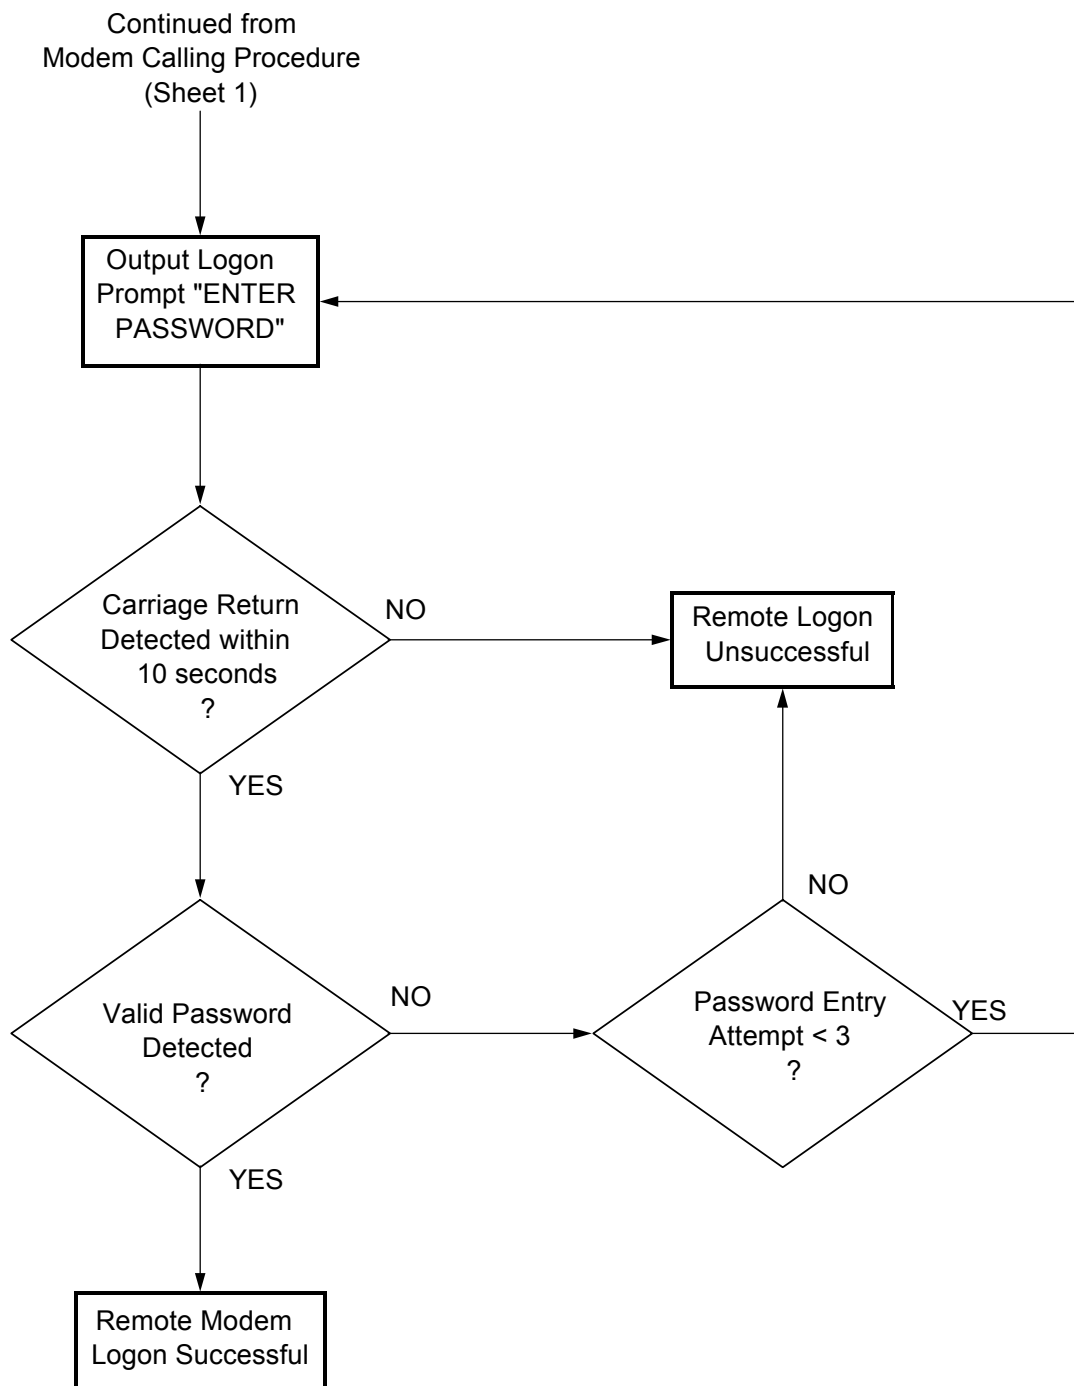 Continued from
Modem Calling Procedure
(Sheet 1)
Output Logon
Prompt "ENTER
PASSWORD"
Carriage Return
Detected within
10 seconds
?
NO
YES
Remote Logon
Unsuccessful
Valid Password
Detected
?
NO
YES
Password Entry
Attempt < 3
?
NO
YES
Remote Modem
Logon Successful